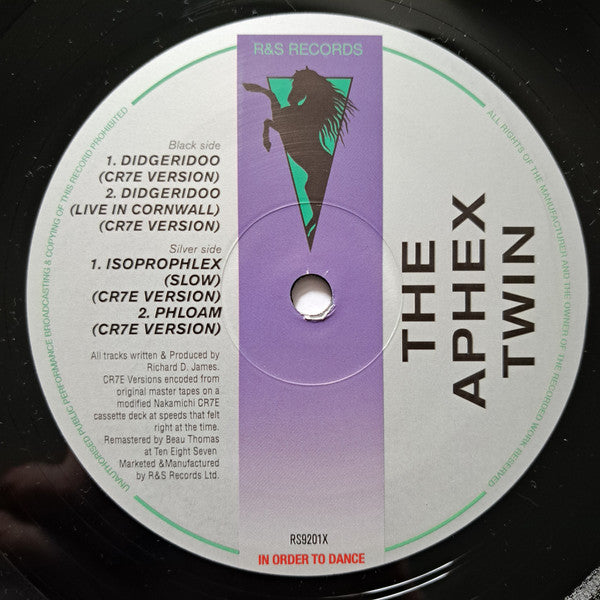 R&S RECORDS
Black side
1. DIDGERIDOO
(CR7E VERSION)
2. DIDGERIDOO
(LIVE IN CORNWALL)
(CR7E VERSION)
Silver side
1. ISOPROPHLEX
(SLOW)
(CR7E VERSION)
2. PHLOAM
(CR7E VERSION)
All tracks written & Produced by
Richard D. James.
CR7E Versions encoded from
original master tapes on a
modified Nakamichi CR7E
cassette deck at speeds that felt
right at the time.
Remastered by Beau Thomas
at Ten Eight Seven
Marketed &Manufactured
by R&S Records Ltd.
THE
APHEX
TWIN
RS9201X
IN ORDER TO DANCE
UNAUTHORISED PUBLIC PERFORMANCE BROADCASTING & COPYING OF THIS RECORD PROHIBITED
ALL RIGHTS OF THE MANUFACTURER AND THE OWNER OF THE RECORDED WORK RESERVED